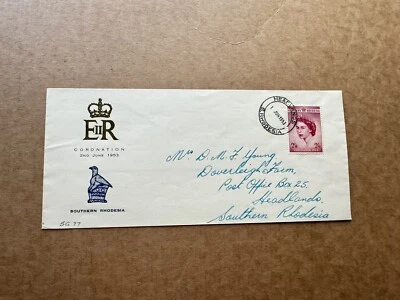 EIIR
CORONATION
2ND JUNE 1953
SOUTHERN RHODESIA
SG 77
Mr. D. M. F. Young,
Doverleigh Farm,
Post Office Box 25,
Headlands,
Southern Rhodesia